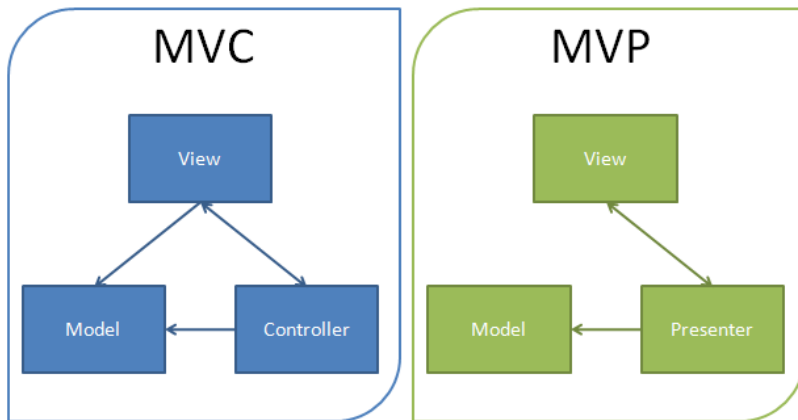 MVC
View
Model
Controller
MVP
View
Model
Presenter